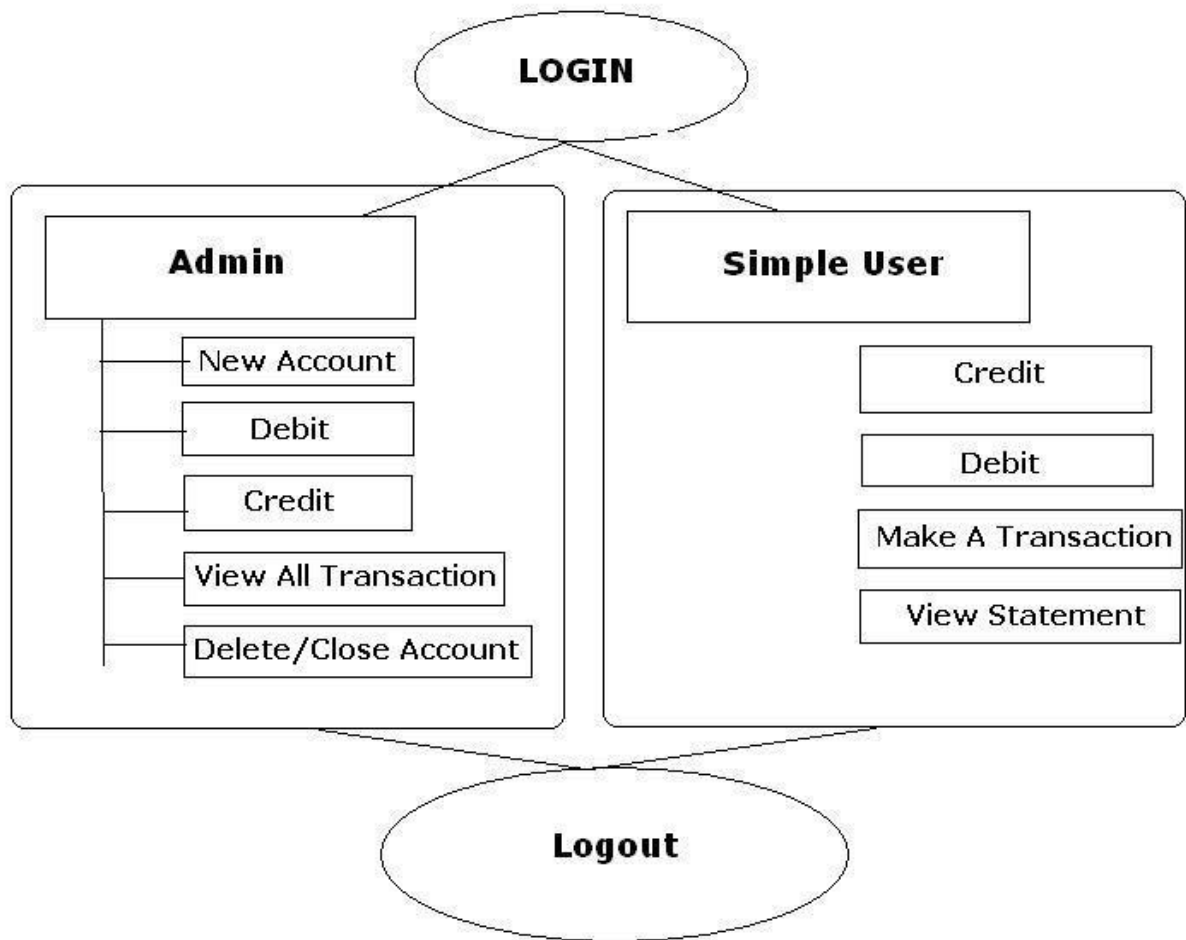 LOGIN
Admin
New Account
Debit
Credit
View All Transaction
Delete/Close Account
Simple User
Credit
Debit
Make A Transaction
View Statement
Logout